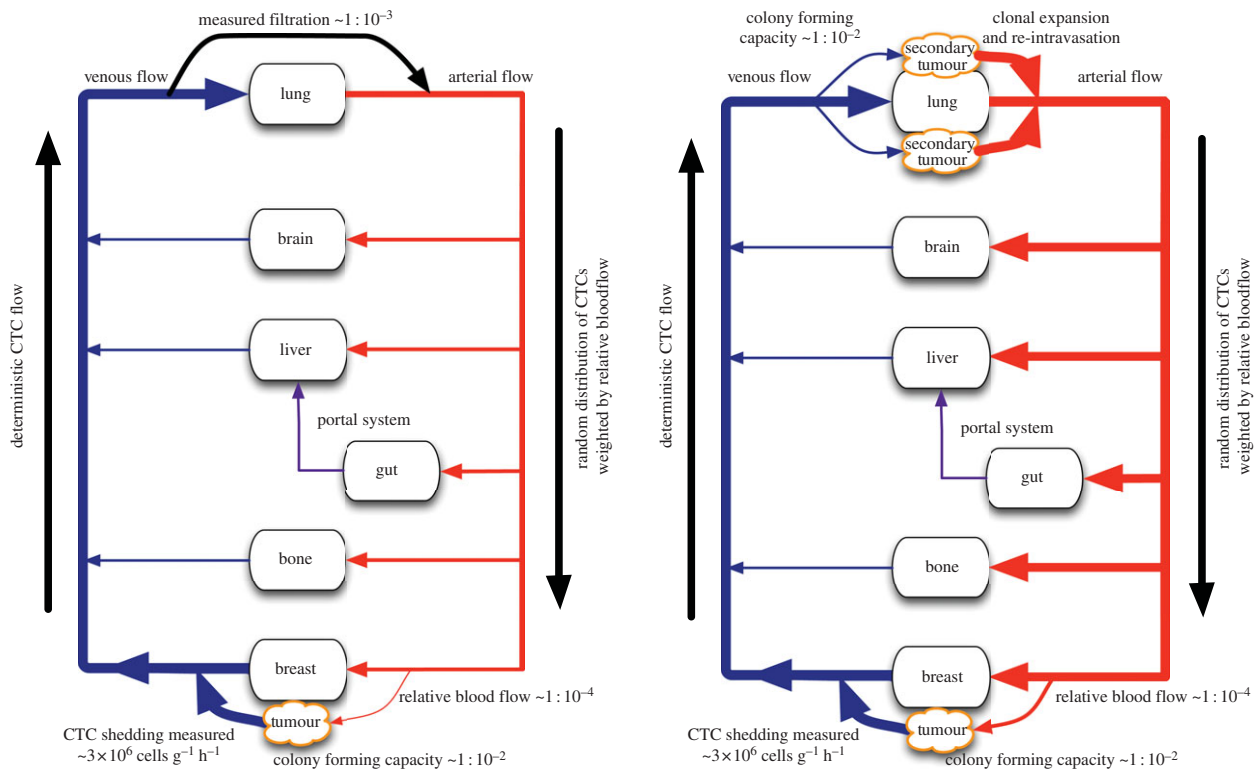 measured filtration ~1 : 10⁻³
venous flow
arterial flow
lung
brain
liver
portal system
gut
bone
breast
tumour
relative blood flow ~1 : 10⁻⁴
CTC shedding measured
~3 × 10⁶ cells g⁻¹ h⁻¹
colony forming capacity ~1 : 10⁻²
deterministic CTC flow
random distribution of CTCs
weighted by relative bloodflow
colony forming
capacity ~1 : 10⁻²
clonal expansion
and re-intravasation
venous flow
arterial flow
secondary
tumour
lung
secondary
tumour
brain
liver
portal system
gut
bone
breast
tumour
relative blood flow ~1 : 10⁻⁴
CTC shedding measured
~3 × 10⁶ cells g⁻¹ h⁻¹
colony forming capacity ~1 : 10⁻²
deterministic CTC flow
random distribution of CTCs
weighted by relative bloodflow